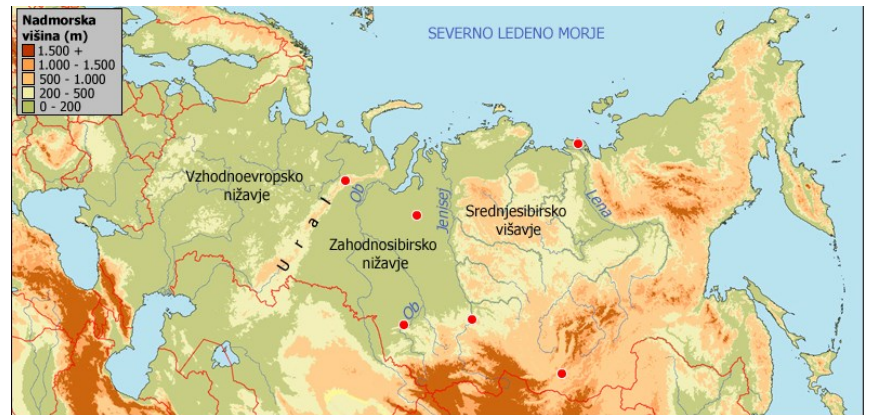 Nadmorska
višina (m)
1.500 +
1.000 - 1.500
500 - 1.000
200 - 500
0 - 200
SEVERNO LEDENO MORJE
Vzhodnoevropsko
nižavje
Ural
Ob
Jenisej
Srednjesibirsko
višavje
Lena
Zahodnosibirsko
nižavje
Ob